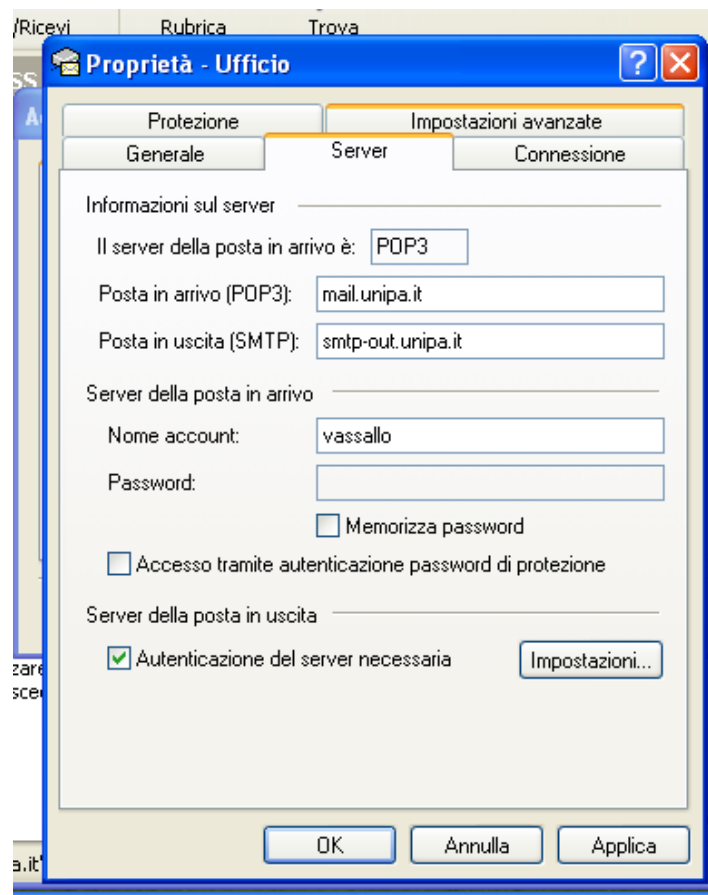 /Ricevi Rubrica Trova
Proprietà - Ufficio
Protezione Impostazioni avanzate
Generale Server Connessione
Informazioni sul server
Il server della posta in arrivo è: POP3
Posta in arrivo (POP3): mail.unipa.it
Posta in uscita (SMTP): smtp-out.unipa.it
Server della posta in arrivo
Nome account: vassallo
Password:
Memorizza password
Accesso tramite autenticazione password di protezione
Server della posta in uscita
Autenticazione del server necessaria Impostazioni...
zare
OK Annulla Applica
a.it'